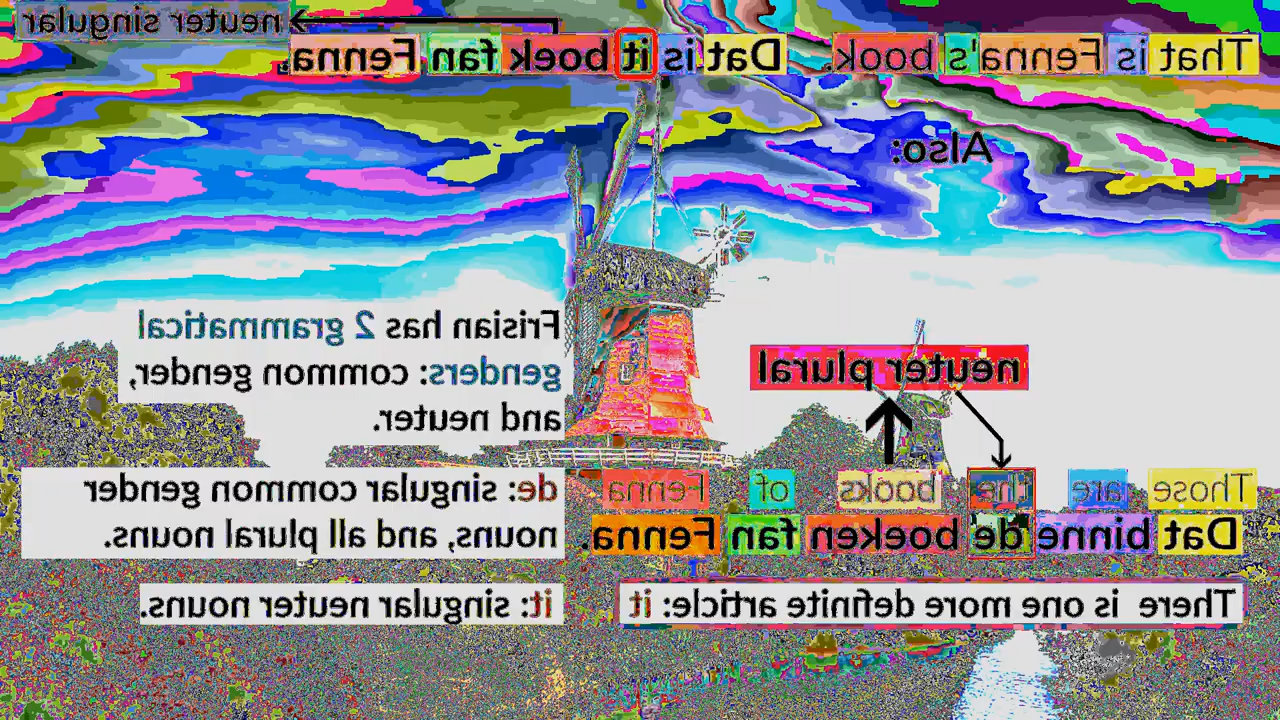 That is Fenna's book. Dat is it boek fan Fenna.
neuter singular
Also:
neuter plural
Those are the books of Fenna
Dat binne de boeken fan Fenna.
There is one more definite article: it
Frisian has 2 grammatical
genders: common gender,
and neuter.
de: singular common gender
nouns, and all plural nouns.
it: singular neuter nouns.